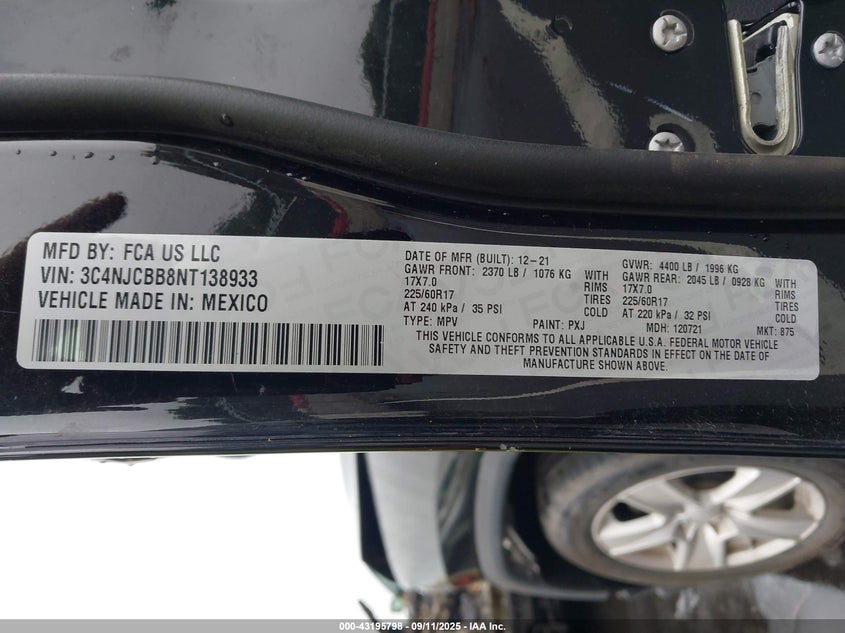 MFD BY: FCA US LLC
VIN: 3C4NJCBB8NT138933
VEHICLE MADE IN: MEXICO
DATE OF MFR (BUILT): 12-21
GVWR: 4400 LB / 1996 KG
GAWR FRONT: 2370 LB / 1076 KG WITH
GAWR REAR: 2045 LB / 0928 KG WITH
17X7.0 RIMS
17X7.0 RIMS
225/60R17 TIRES
225/60R17 TIRES
AT 240 kPa / 35 PSI COLD
AT 220 kPa / 32 PSI COLD
TYPE: MPV PAINT: PXJ MDH: 120721 MKT: 875
THIS VEHICLE CONFORMS TO ALL APPLICABLE U.S.A. FEDERAL MOTOR VEHICLE
SAFETY AND THEFT PREVENTION STANDARDS IN EFFECT ON THE DATE OF
MANUFACTURE SHOWN ABOVE.
000-43195798 - 09/11/2025 - IAA Inc.